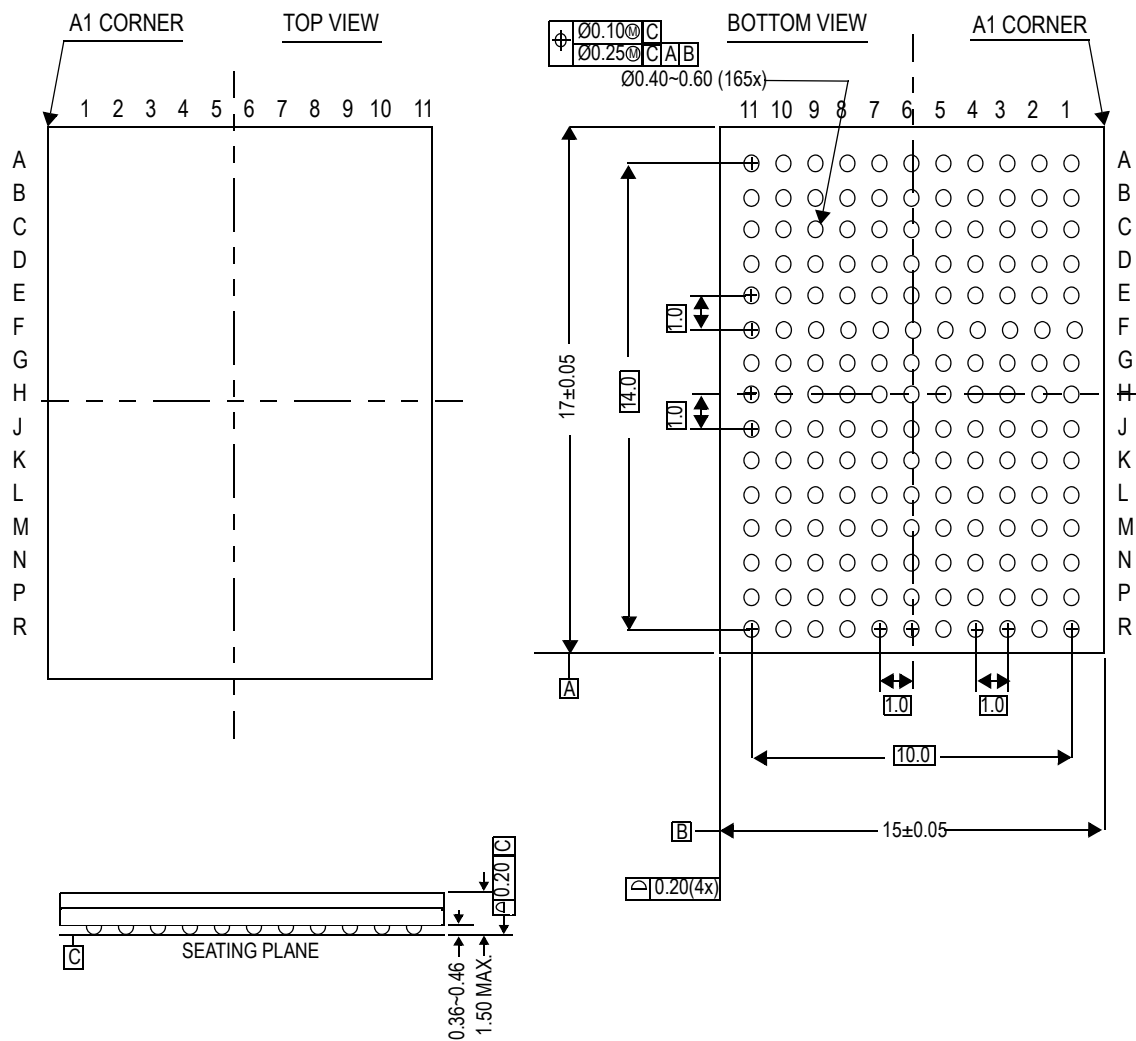 A1 CORNER
TOP VIEW
1 2 3 4 5 6 7 8 9 10 11
A
B
C
D
E
F
G
H
J
K
L
M
N
P
R
BOTTOM VIEW
A1 CORNER
Ø0.10Ⓜ C
Ø0.25Ⓜ C A B
Ø0.40~0.60 (165x)
11 10 9 8 7 6 5 4 3 2 1
A
B
C
D
E
F
G
H
J
K
L
M
N
P
R
1.0
17±0.05
14.0
1.0
A
1.0
1.0
10.0
B
15±0.05
0.20(4x)
0.20 C
C
SEATING PLANE
0.36~0.46
1.50 MAX.